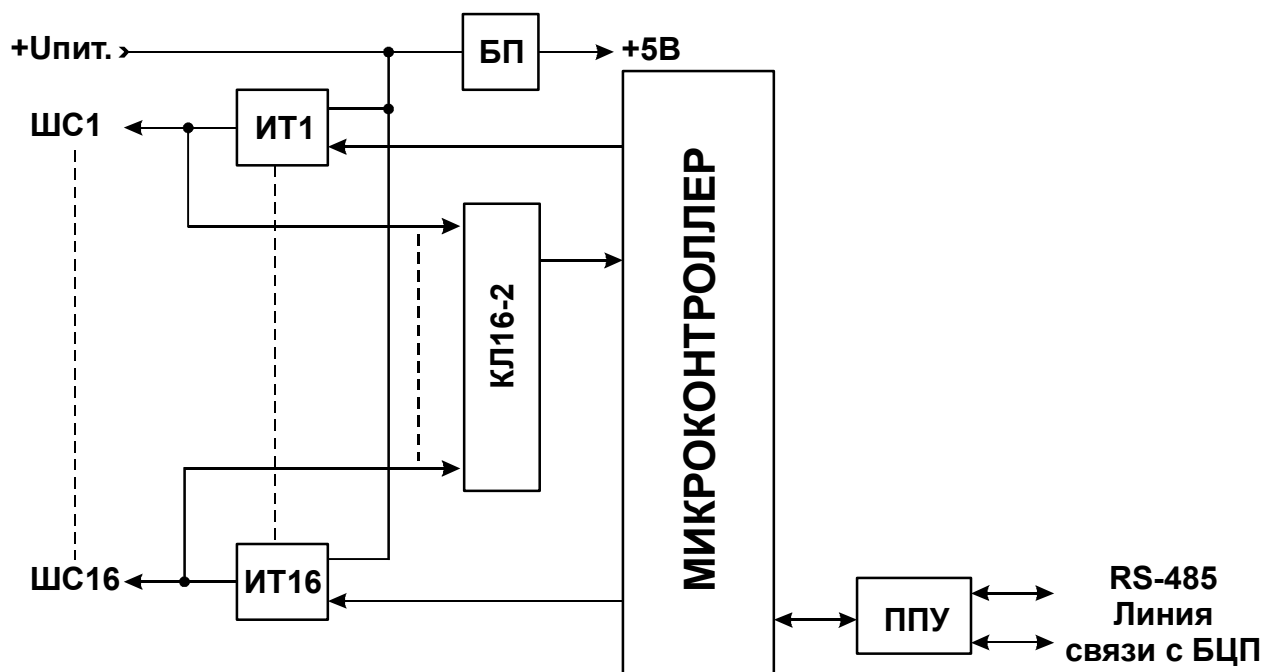 +Uпит.
БП
+5В
ШС1
ИТ1
КЛ16-2
МИКРОКОНТРОЛЛЕР
ШС16
ИТ16
ППУ
RS-485
Линия
связи с БЦП